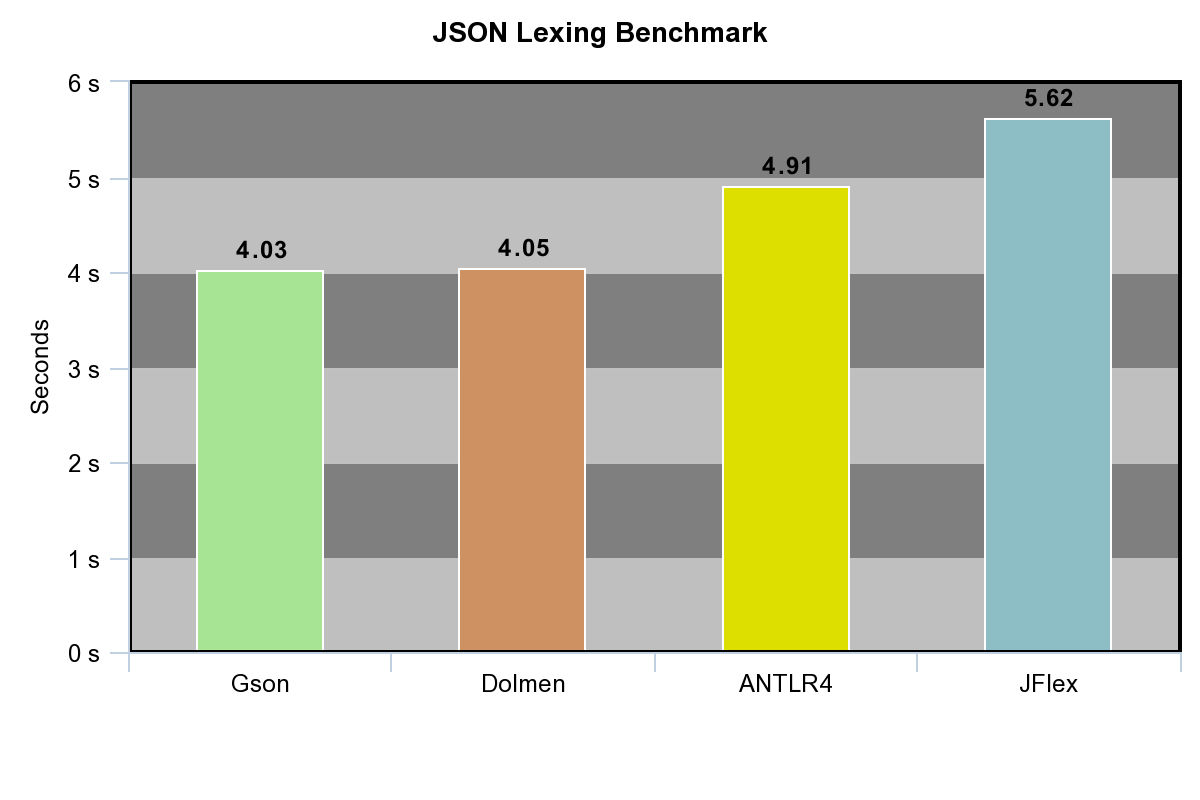 JSON Lexing Benchmark
6 s
5.62
5 s
4.91
4.03
4.05
4 s
Seconds
3 s
2 s
1 s
0 s
Gson
Dolmen
ANTLR4
JFlex